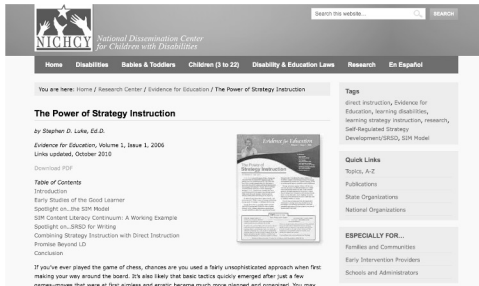 Search this website...
SEARCH
NICHCY
National Dissemination Center
for Children with Disabilities
Home Disabilities Babies & Toddlers Children (3 to 22) Disability & Education Laws Research En Español
You are here: Home / Research Center / Evidence for Education / The Power of Strategy Instruction
The Power of Strategy Instruction
by Stephen D. Luke, Ed.D.
Evidence for Education, Volume 1, Issue 1, 2006
Links updated, October 2010
Download PDF
Table of Contents
Introduction
Early Studies of the Good Learner
Spotlight on...the SIM Model
SIM Content Literacy Continuum: A Working Example
Spotlight on...SRSD for Writing
Combining Strategy Instruction with Direct Instruction
Promise Beyond LD
Conclusion
If you've ever played the game of chess, chances are you used a fairly unsophisticated approach when first
making your way around the board. It's also likely that basic tactics quickly emerged after just a few
games–moves that were at first aimless and erratic became much more planned and organized. You may
Evidence for Education
The Power of
Strategy Instruction
Tags
direct instruction, Evidence for
Education, learning disabilities,
learning strategy instruction, research,
Self-Regulated Strategy
Development/SRSD, SIM Model
Quick Links
Topics, A-Z
Publications
State Organizations
National Organizations
ESPECIALLY FOR...
Families and Communities
Early Intervention Providers
Schools and Administrators